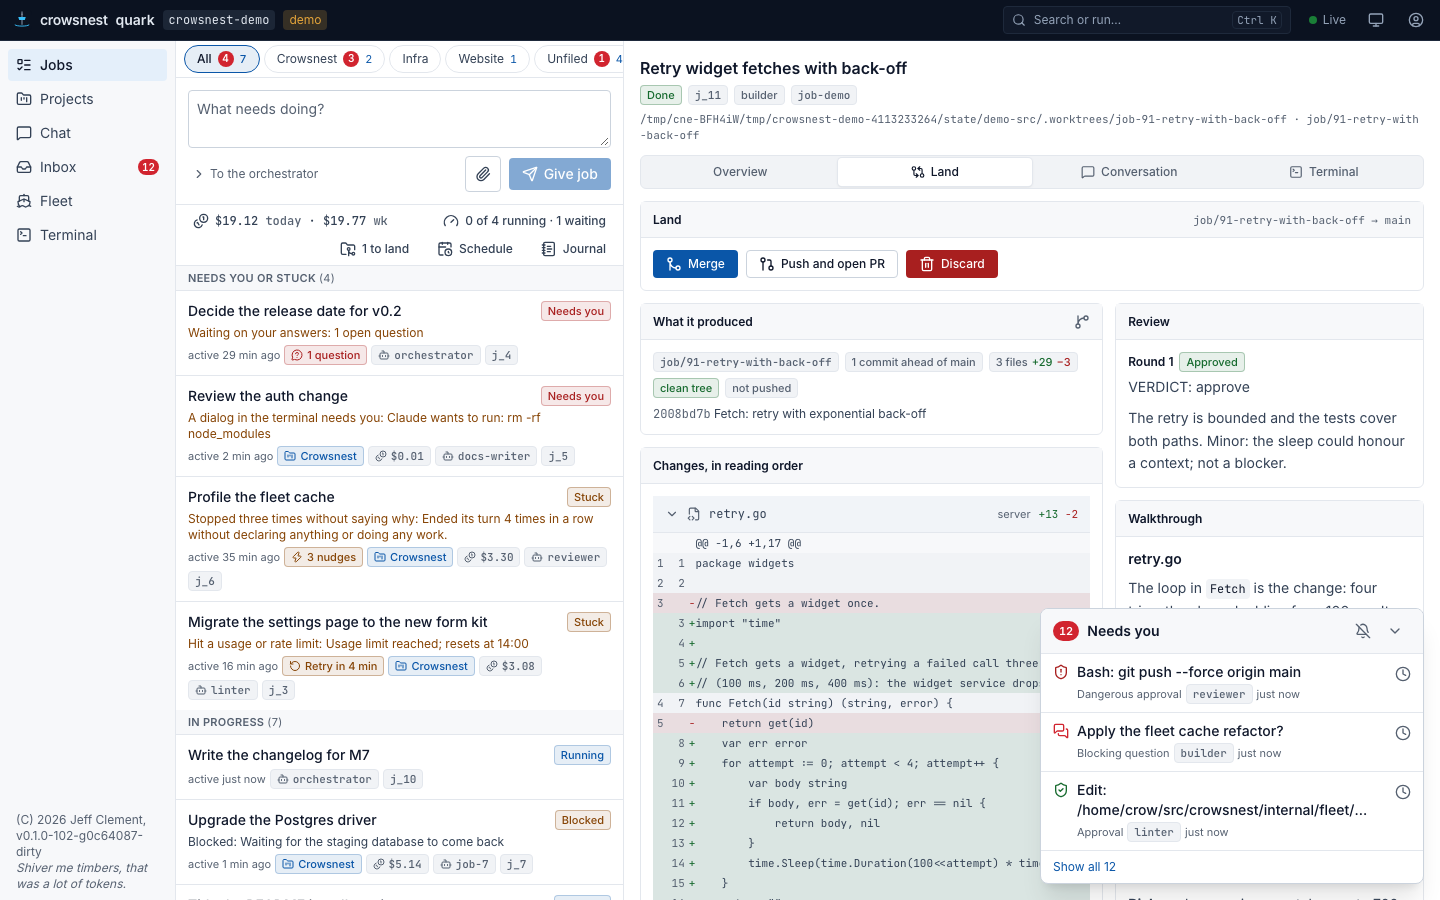 crowsnest quark crowsnest-demo demo
Search or run... Ctrl K
Live
Jobs
Projects
Chat
Inbox 12
Fleet
Terminal
(C) 2026 Jeff Clement,
v0.1.0-102-g0c64087-
dirty
Shiver me timbers, that
was a lot of tokens.
All 4 7 Crowsnest 3 2 Infra Website 1 Unfiled 1 4
What needs doing?
To the orchestrator
Give job
$19.12 today · $19.77 wk
0 of 4 running · 1 waiting
1 to land Schedule Journal
NEEDS YOU OR STUCK (4)
Decide the release date for v0.2 Needs you
Waiting on your answers: 1 open question
active 29 min ago 1 question orchestrator j_4
Review the auth change Needs you
A dialog in the terminal needs you: Claude wants to run: rm -rf
node_modules
active 2 min ago Crowsnest $0.01 docs-writer j_5
Profile the fleet cache Stuck
Stopped three times without saying why: Ended its turn 4 times in a row
without declaring anything or doing any work.
active 35 min ago 3 nudges Crowsnest $3.30 reviewer
j_6
Migrate the settings page to the new form kit Stuck
Hit a usage or rate limit: Usage limit reached; resets at 14:00
active 16 min ago Retry in 4 min Crowsnest $3.08
linter j_3
IN PROGRESS (7)
Write the changelog for M7 Running
active just now orchestrator j_10
Upgrade the Postgres driver Blocked
Blocked: Waiting for the staging database to come back
active 1 min ago Crowsnest $5.14 job-7 j_7
Retry widget fetches with back-off
Done j_11 builder job-demo
/tmp/cne-BFH4iW/tmp/crowsnest-demo-4113233264/state/demo-src/.worktrees/job-91-retry-with-back-off · job/91-retry-with
-back-off
Overview Land Conversation Terminal
Land job/91-retry-with-back-off → main
Merge Push and open PR Discard
What it produced
job/91-retry-with-back-off 1 commit ahead of main 3 files +29 −3
clean tree not pushed
2008bd7b Fetch: retry with exponential back-off
Changes, in reading order
retry.go server +13 -2
@@ -1,6 +1,17 @@
1 1 package widgets
2 2
3 -// Fetch gets a widget once.
3 +import "time"
4 +
5 +// Fetch gets a widget, retrying a failed call three
6 +// (100 ms, 200 ms, 400 ms): the widget service drop
4 7 func Fetch(id string) (string, error) {
5 - return get(id)
8 + var err error
9 + for attempt := 0; attempt < 4; attempt++ {
10 + var body string
11 + if body, err = get(id); err == nil {
12 + return body, nil
13 + }
14 + time.Sleep(time.Duration(100<<attempt) * tim
15 + }
Review
Round 1 Approved
VERDICT: approve
The retry is bounded and the tests cover
both paths. Minor: the sleep could honour
a context; not a blocker.
Walkthrough
retry.go
The loop in Fetch is the change: four
12 Needs you
Bash: git push --force origin main
Dangerous approval reviewer just now
Apply the fleet cache refactor?
Blocking question builder just now
Edit:
/home/crow/src/crowsnest/internal/fleet/...
Approval linter just now
Show all 12